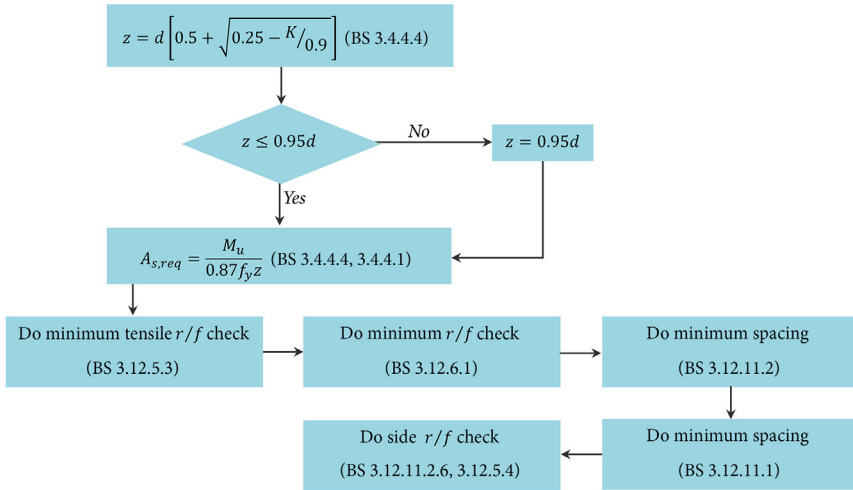 z = d [0.5 + √(0.25 − K/0.9)] (BS 3.4.4.4)
z ≤ 0.95d
No
z = 0.95d
Yes
A_{s,req} = M_u / 0.87f_y z (BS 3.4.4.4, 3.4.4.1)
Do minimum tensile r/f check
(BS 3.12.5.3)
Do minimum r/f check
(BS 3.12.6.1)
Do minimum spacing
(BS 3.12.11.2)
Do side r/f check
(BS 3.12.11.2.6, 3.12.5.4)
Do minimum spacing
(BS 3.12.11.1)